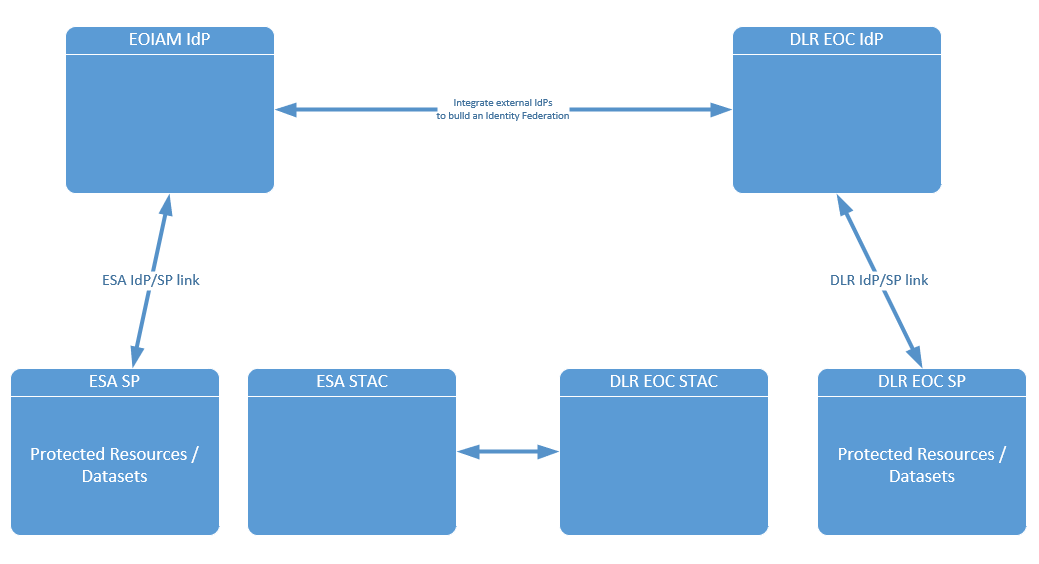 EOIAM IdP
DLR EOC IdP
Integrate external IdPs
to build an Identity Federation
ESA IdP/SP link
DLR IdP/SP link
ESA SP
ESA STAC
DLR EOC STAC
DLR EOC SP
Protected Resources /
Datasets
Protected Resources /
Datasets